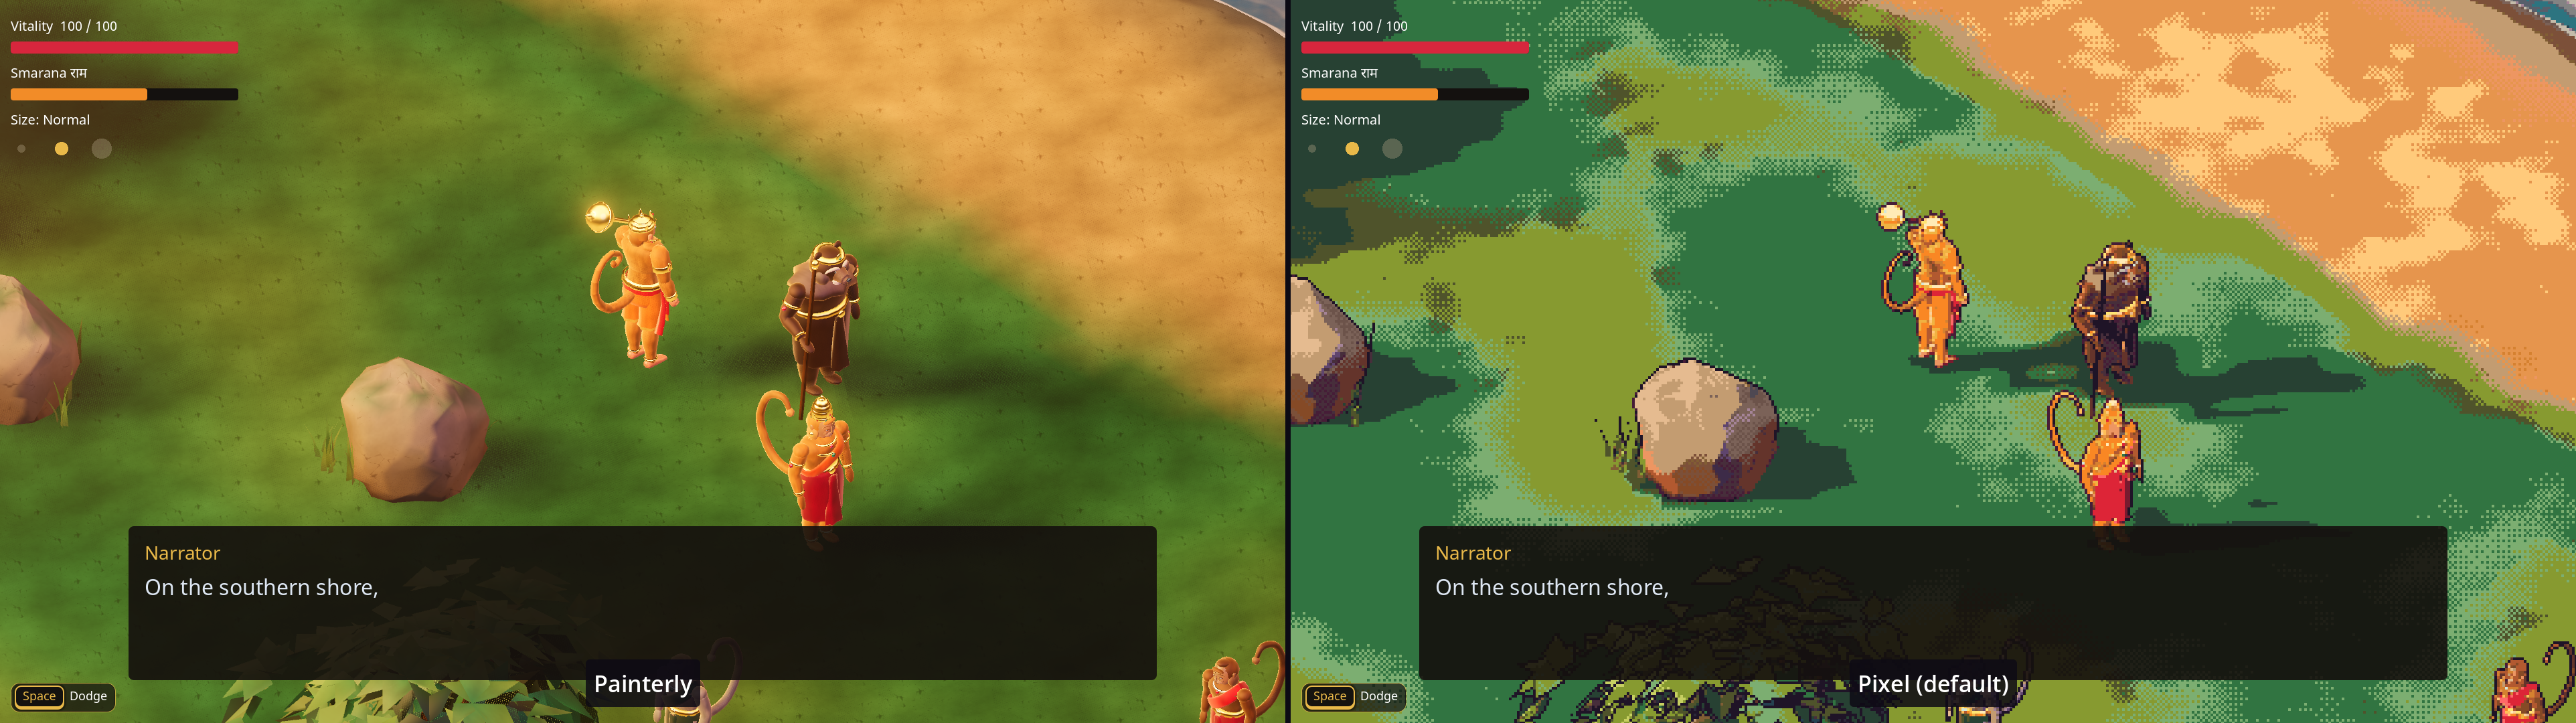 Vitality 100 / 100
Smarana राम
Size: Normal
Narrator
On the southern shore,
Painterly
Space Dodge
Vitality 100 / 100
Smarana राम
Size: Normal
Narrator
On the southern shore,
Pixel (default)
Space Dodge